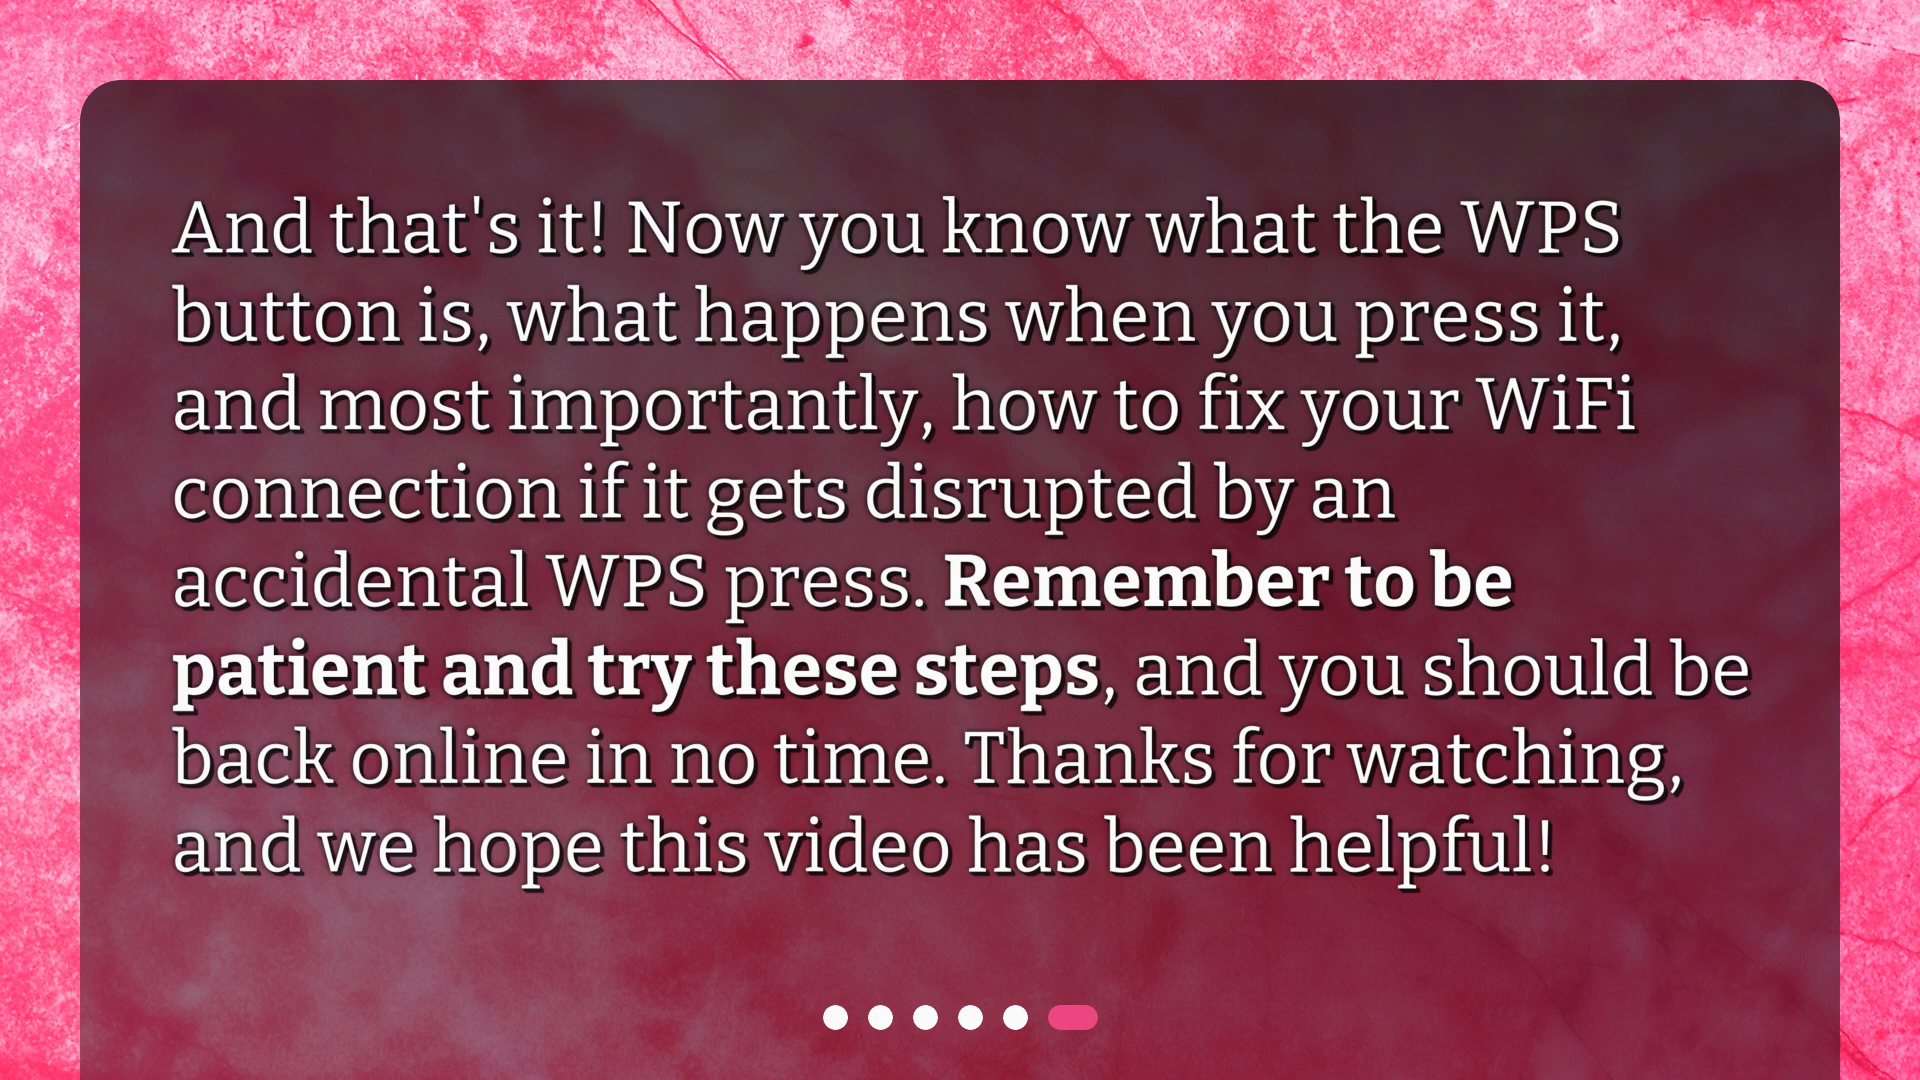 And that's it! Now you know what the WPS
button is, what happens when you press it,
and most importantly, how to fix your WiFi
connection if it gets disrupted by an
accidental WPS press. Remember to be
patient and try these steps, and you should be
back online in no time. Thanks for watching,
and we hope this video has been helpful!